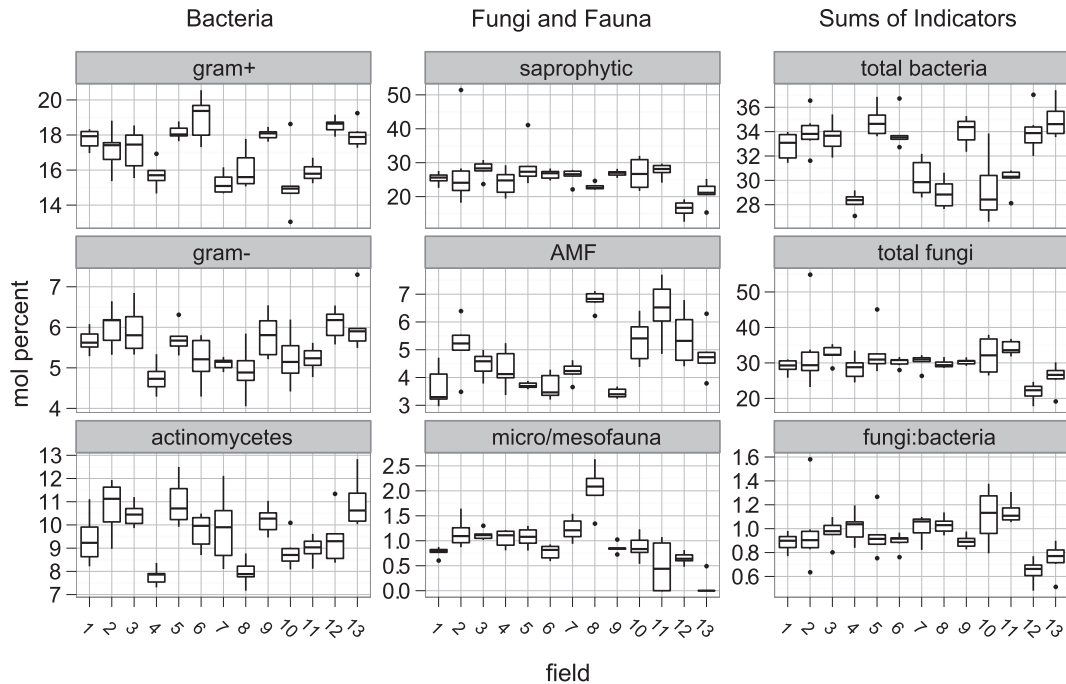 Bacteria Fungi and Fauna Sums of Indicators
gram+ saprophytic total bacteria
20 18 16 14
50 40 30 20
36 34 32 30 28
gram- AMF total fungi
7 6 5 4
7 6 5 4 3
50 40 30 20
actinomycetes micro/mesofauna fungi:bacteria
13 12 11 10 9 8 7
2.5 2.0 1.5 1.0 0.5 0.0
1.6 1.4 1.2 1.0 0.8 0.6
mol percent
1 2 3 4 5 6 7 8 9 10 11 12 13
1 2 3 4 5 6 7 8 9 10 11 12 13
1 2 3 4 5 6 7 8 9 10 11 12 13
field